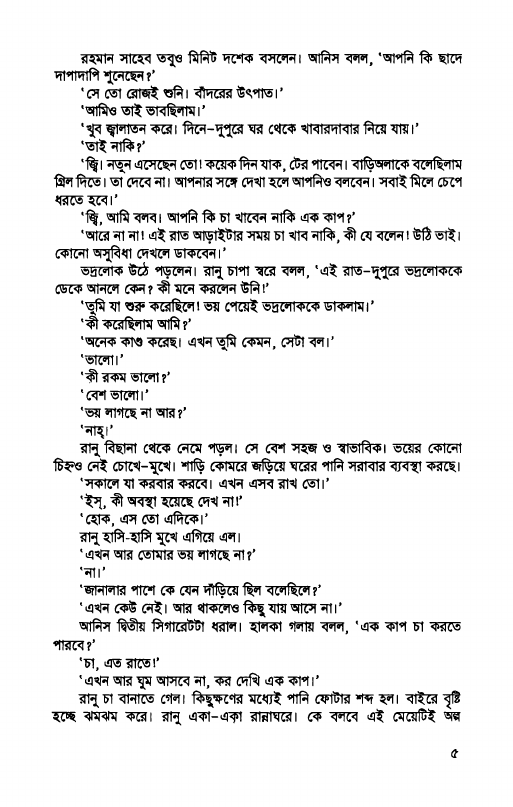 রহমান সাহেব তবুও মিনিট দশেক বসলেন। আনিস বলল, ‘আপনি কি ছাদে
দাপাদাপি শুনেছেন?’
‘সে তো রোজই শুনি। বাঁদরের উৎপাত।’
‘আমিও তাই ভাবছিলাম।’
‘খুব জ্বালাতন করে। দিনে–দুপুরে ঘর থেকে খাবারদাবার নিয়ে যায়।’
‘তাই নাকি?’
‘জ্বি। নতুন এসেছেন তো! কয়েক দিন যাক, টের পাবেন। বাড়িঅলাকে বলেছিলাম
গ্রিল দিতে। তা দেবে না। আপনার সঙ্গে দেখা হলে আপনিও বলবেন। সবাই মিলে চেপে
ধরতে হবে।’
‘জ্বি, আমি বলব। আপনি কি চা খাবেন নাকি এক কাপ?’
‘আরে না না! এই রাত আড়াইটার সময় চা খাব নাকি, কী যে বলেন! উঠি ভাই।
কোনো অসুবিধা দেখলে ডাকবেন।’
ভদ্রলোক উঠে পড়লেন। রানু চাপা স্বরে বলল, ‘এই রাত–দুপুরে ভদ্রলোককে
ডেকে আনলে কেন? কী মনে করলেন উনি!’
‘তুমি যা শুরু করেছিলে! ভয় পেয়েই ভদ্রলোককে ডাকলাম।’
‘কী করেছিলাম আমি?’
‘অনেক কাণ্ড করেছ। এখন তুমি কেমন, সেটা বল।’
‘ভালো।’
‘কী রকম ভালো?’
‘বেশ ভালো।’
‘ভয় লাগছে না আর?’
‘নাহ্।’
রানু বিছানা থেকে নেমে পড়ল। সে বেশ সহজ ও স্বাভাবিক। ভয়ের কোনো
চিহ্নও নেই চোখে–মুখে। শাড়ি কোমরে জড়িয়ে ঘরের পানি সরাবার ব্যবস্থা করছে।
‘সকালে যা করবার করবে। এখন এসব রাখ তো।’
‘ইস্, কী অবস্থা হয়েছে দেখ না!’
‘হোক, এস তো এদিকে।’
রানু হাসি-হাসি মুখে এগিয়ে এল।
‘এখন আর তোমার ভয় লাগছে না?’
‘না।’
‘জানালার পাশে কে যেন দাঁড়িয়ে ছিল বলেছিলে?’
‘এখন কেউ নেই। আর থাকলেও কিছু যায় আসে না।’
আনিস দ্বিতীয় সিগারেটটা ধরাল। হালকা গলায় বলল, ‘এক কাপ চা করতে
পারবে?’
‘চা, এত রাতে!’
‘এখন আর ঘুম আসবে না, কর দেখি এক কাপ।’
রানু চা বানাতে গেল। কিছুক্ষণের মধ্যেই পানি ফোটার শব্দ হল। বাইরে বৃষ্টি
হচ্ছে ঝমঝম করে। রানু একা–একা রান্নাঘরে। কে বলবে এই মেয়েটিই অল্প
৫